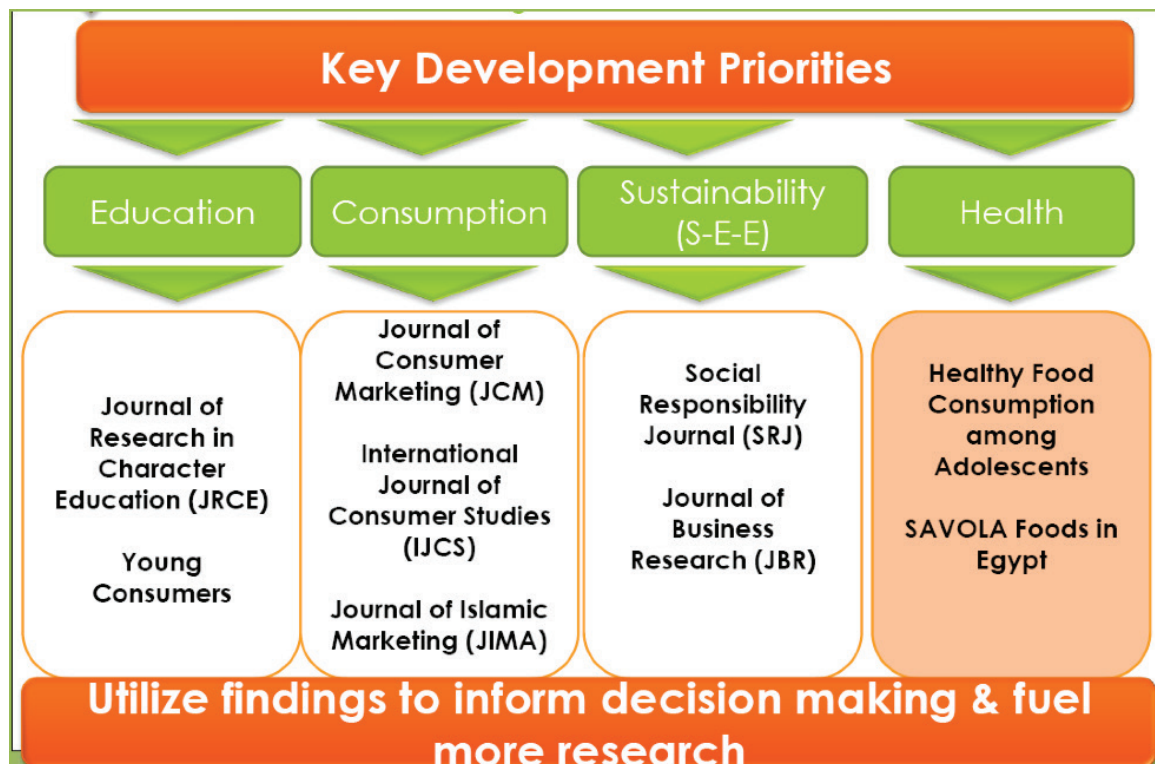 Key Development Priorities
Education
Consumption
Sustainability
(S-E-E)
Health
Journal of
Research in
Character
Education (JRCE)
Young
Consumers
Journal of
Consumer
Marketing (JCM)
International
Journal of
Consumer Studies
(IJCS)
Journal of Islamic
Marketing (JIMA)
Social
Responsibility
Journal (SRJ)
Journal of
Business
Research (JBR)
Healthy Food
Consumption
among
Adolescents
SAVOLA Foods in
Egypt
Utilize findings to inform decision making & fuel
more research